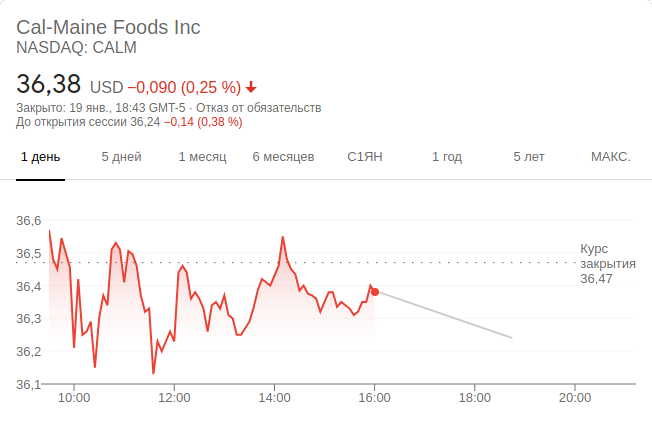 Cal-Maine Foods Inc
NASDAQ: CALM
36,38 USD −0,090 (0,25 %)
Закрыто: 19 янв., 18:43 GMT-5 · Отказ от обязательств
До открытия сессии 36,24 −0,14 (0,38 %)
1 день 5 дней 1 месяц 6 месяцев С1ЯН 1 год 5 лет МАКС.
36,6
36,5
36,4
36,3
36,2
36,1
Курс
закрытия
36,47
10:00 12:00 14:00 16:00 18:00 20:00